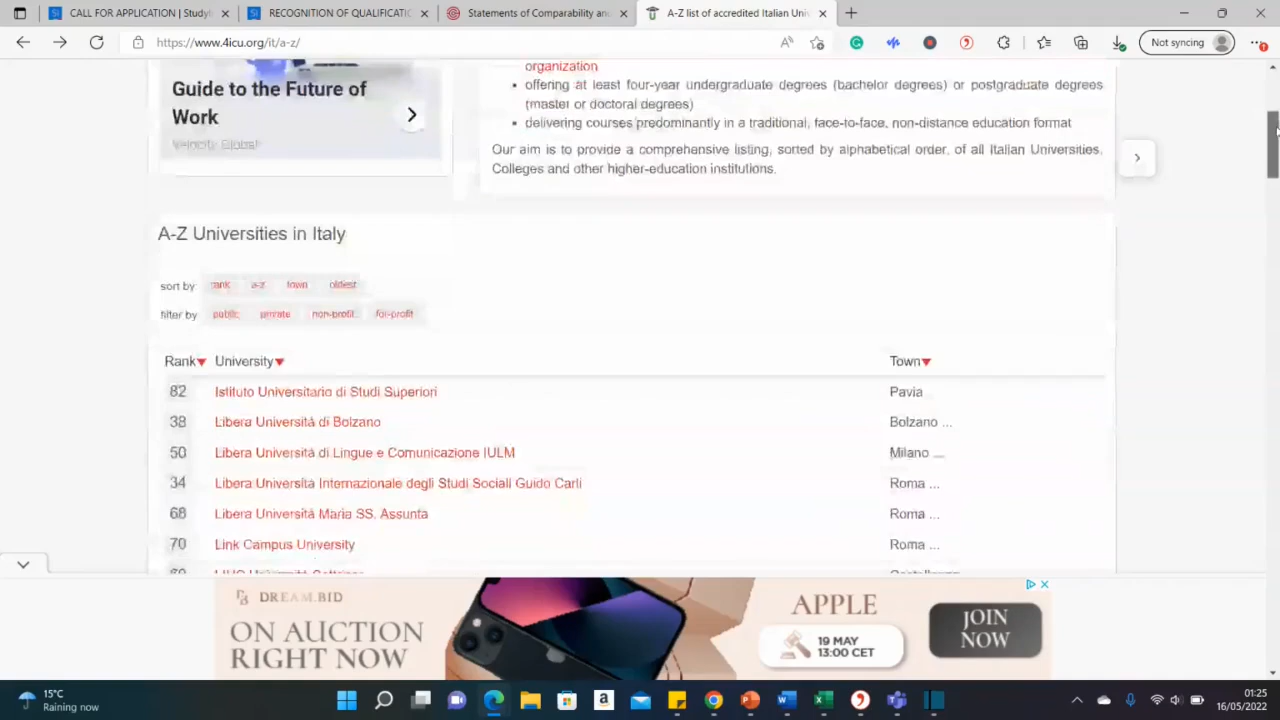 CALL FOR APPLICATION | Studyi
RECOGNITION OF QUALIFICATIO
Statements of Comparability and
A-Z list of accredited Italian Univ
https://www.4icu.org/it/a-z/
Not syncing
organization
offering at least four-year undergraduate degrees (bachelor degrees) or postgraduate degrees
(master or doctoral degrees)
delivering courses predominantly in a traditional, face-to-face, non-distance education format
Our aim is to provide a comprehensive listing, sorted by alphabetical order, of all Italian Universities,
Colleges and other higher-education institutions.
Guide to the Future of
Work
Velocity Global
A-Z Universities in Italy
sort by: rank a-z town oldest
filter by public private non-profit for-profit
Rank University Town
82 Istituto Universitario di Studi Superiori Pavia
38 Libera Università di Bolzano Bolzano ...
50 Libera Università di Lingue e Comunicazione IULM Milano ...
34 Libera Università Internazionale degli Studi Sociali Guido Carli Roma ...
68 Libera Università Maria SS. Assunta Roma ...
70 Link Campus University Roma ...
DREAM.BID
ON AUCTION
RIGHT NOW
APPLE
19 MAY
13:00 CET
JOIN
NOW
15°C
Raining now
01:25
16/05/2022